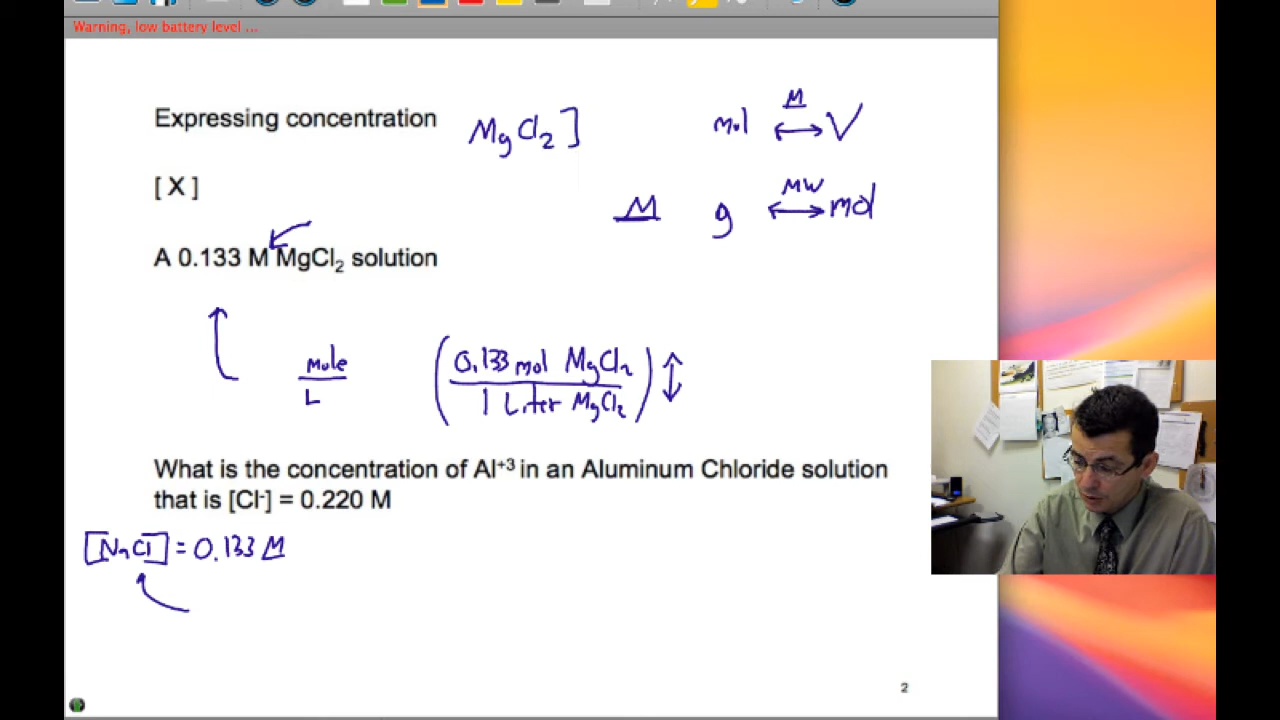 Warning, low battery level ...
Expressing concentration
MgCl₂]
mol M ↔ V
[ X ]
M g MW ↔ mol
A 0.133 M MgCl₂ solution
Mole
L
(0.133 mol MgCl₂
1 Liter MgCl₂)
What is the concentration of Al⁺³ in an Aluminum Chloride solution
that is [Cl⁻] = 0.220 M
[NaCl] = 0.133 M
2